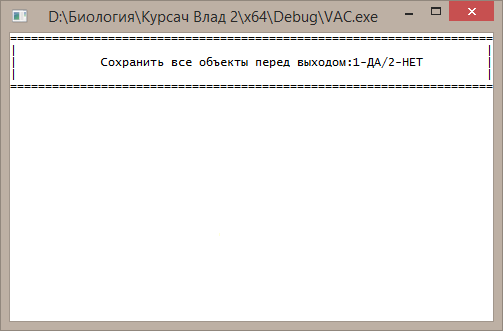 D:\Биология\Курсач Влад 2\x64\Debug\VAC.exe
Сохранить все объекты перед выходом:1-ДА/2-НЕТ